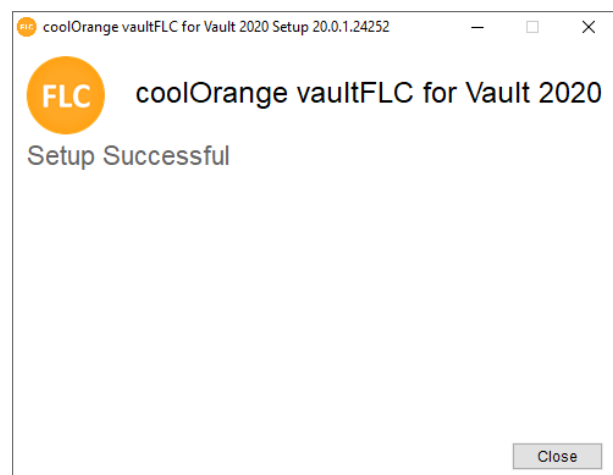 FLC coolOrange vaultFLC for Vault 2020 Setup 20.0.1.24252
FLC coolOrange vaultFLC for Vault 2020
Setup Successful
Close